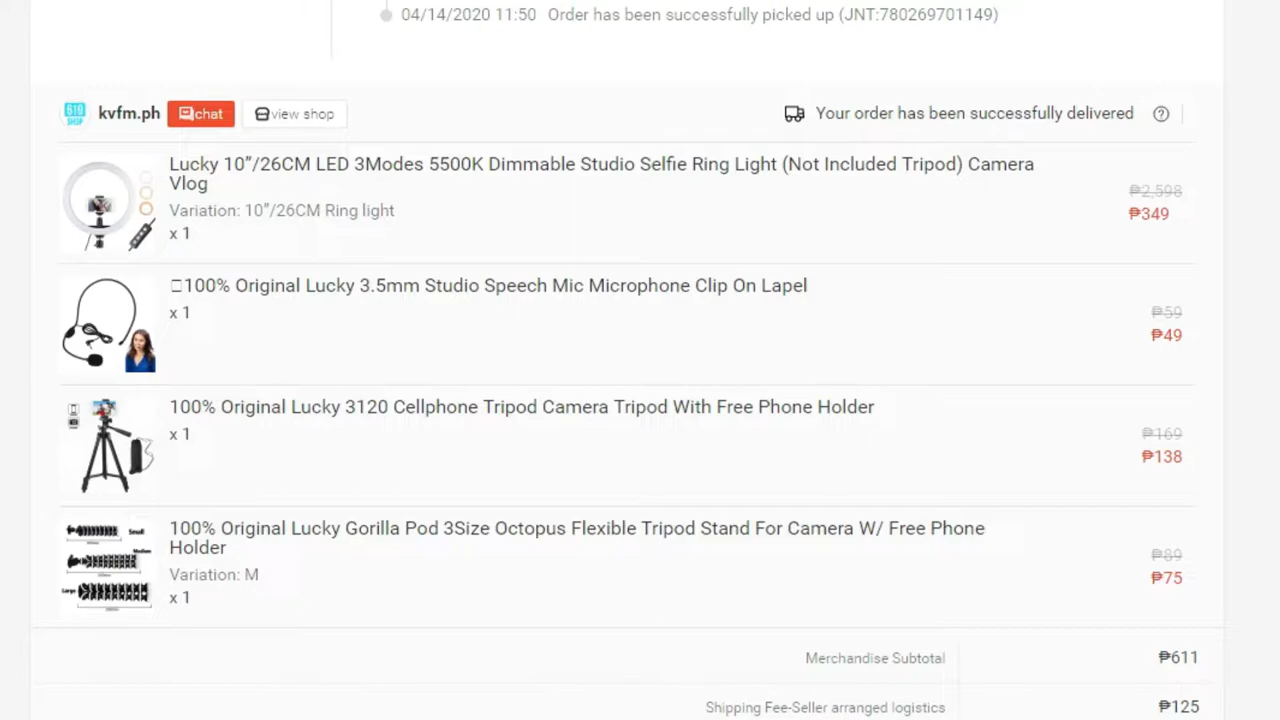 04/14/2020 11:50 Order has been successfully picked up (JNT:780269701149)
619
SHOP
kvfm.ph
chat
view shop
Your order has been successfully delivered
Lucky 10”/26CM LED 3Modes 5500K Dimmable Studio Selfie Ring Light (Not Included Tripod) Camera
Vlog
Variation: 10”/26CM Ring light
x 1
₱2,598
₱349
□100% Original Lucky 3.5mm Studio Speech Mic Microphone Clip On Lapel
x 1
₱59
₱49
100% Original Lucky 3120 Cellphone Tripod Camera Tripod With Free Phone Holder
x 1
₱169
₱138
Small
Medium
Large
100% Original Lucky Gorilla Pod 3Size Octopus Flexible Tripod Stand For Camera W/ Free Phone
Holder
Variation: M
x 1
₱89
₱75
Merchandise Subtotal
₱611
Shipping Fee-Seller arranged logistics
₱125